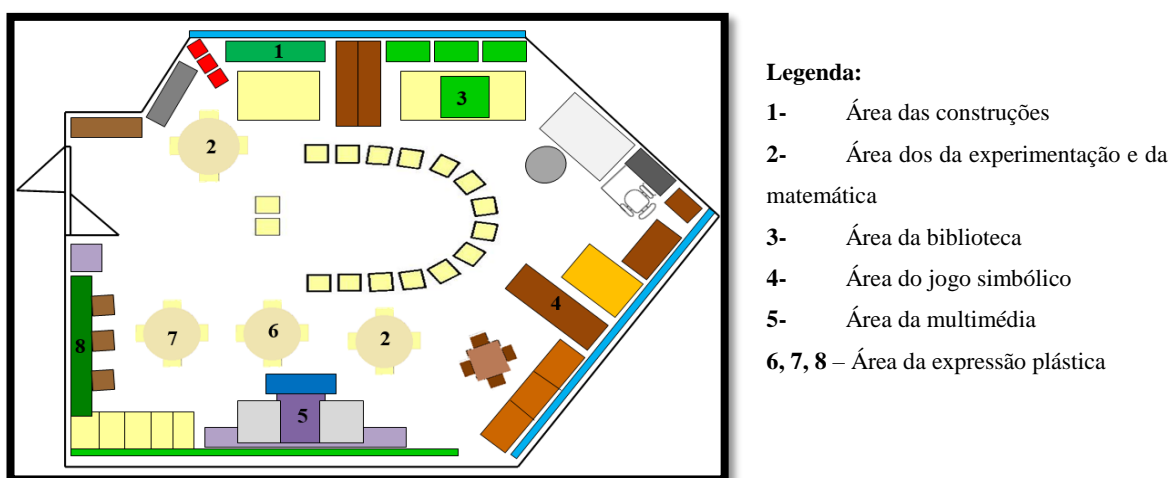 1
3
2
4
7
6
2
8
5
Legenda:
1- Área das construções
2- Área dos da experimentação e da
matemática
3- Área da biblioteca
4- Área do jogo simbólico
5- Área da multimédia
6, 7, 8 – Área da expressão plástica